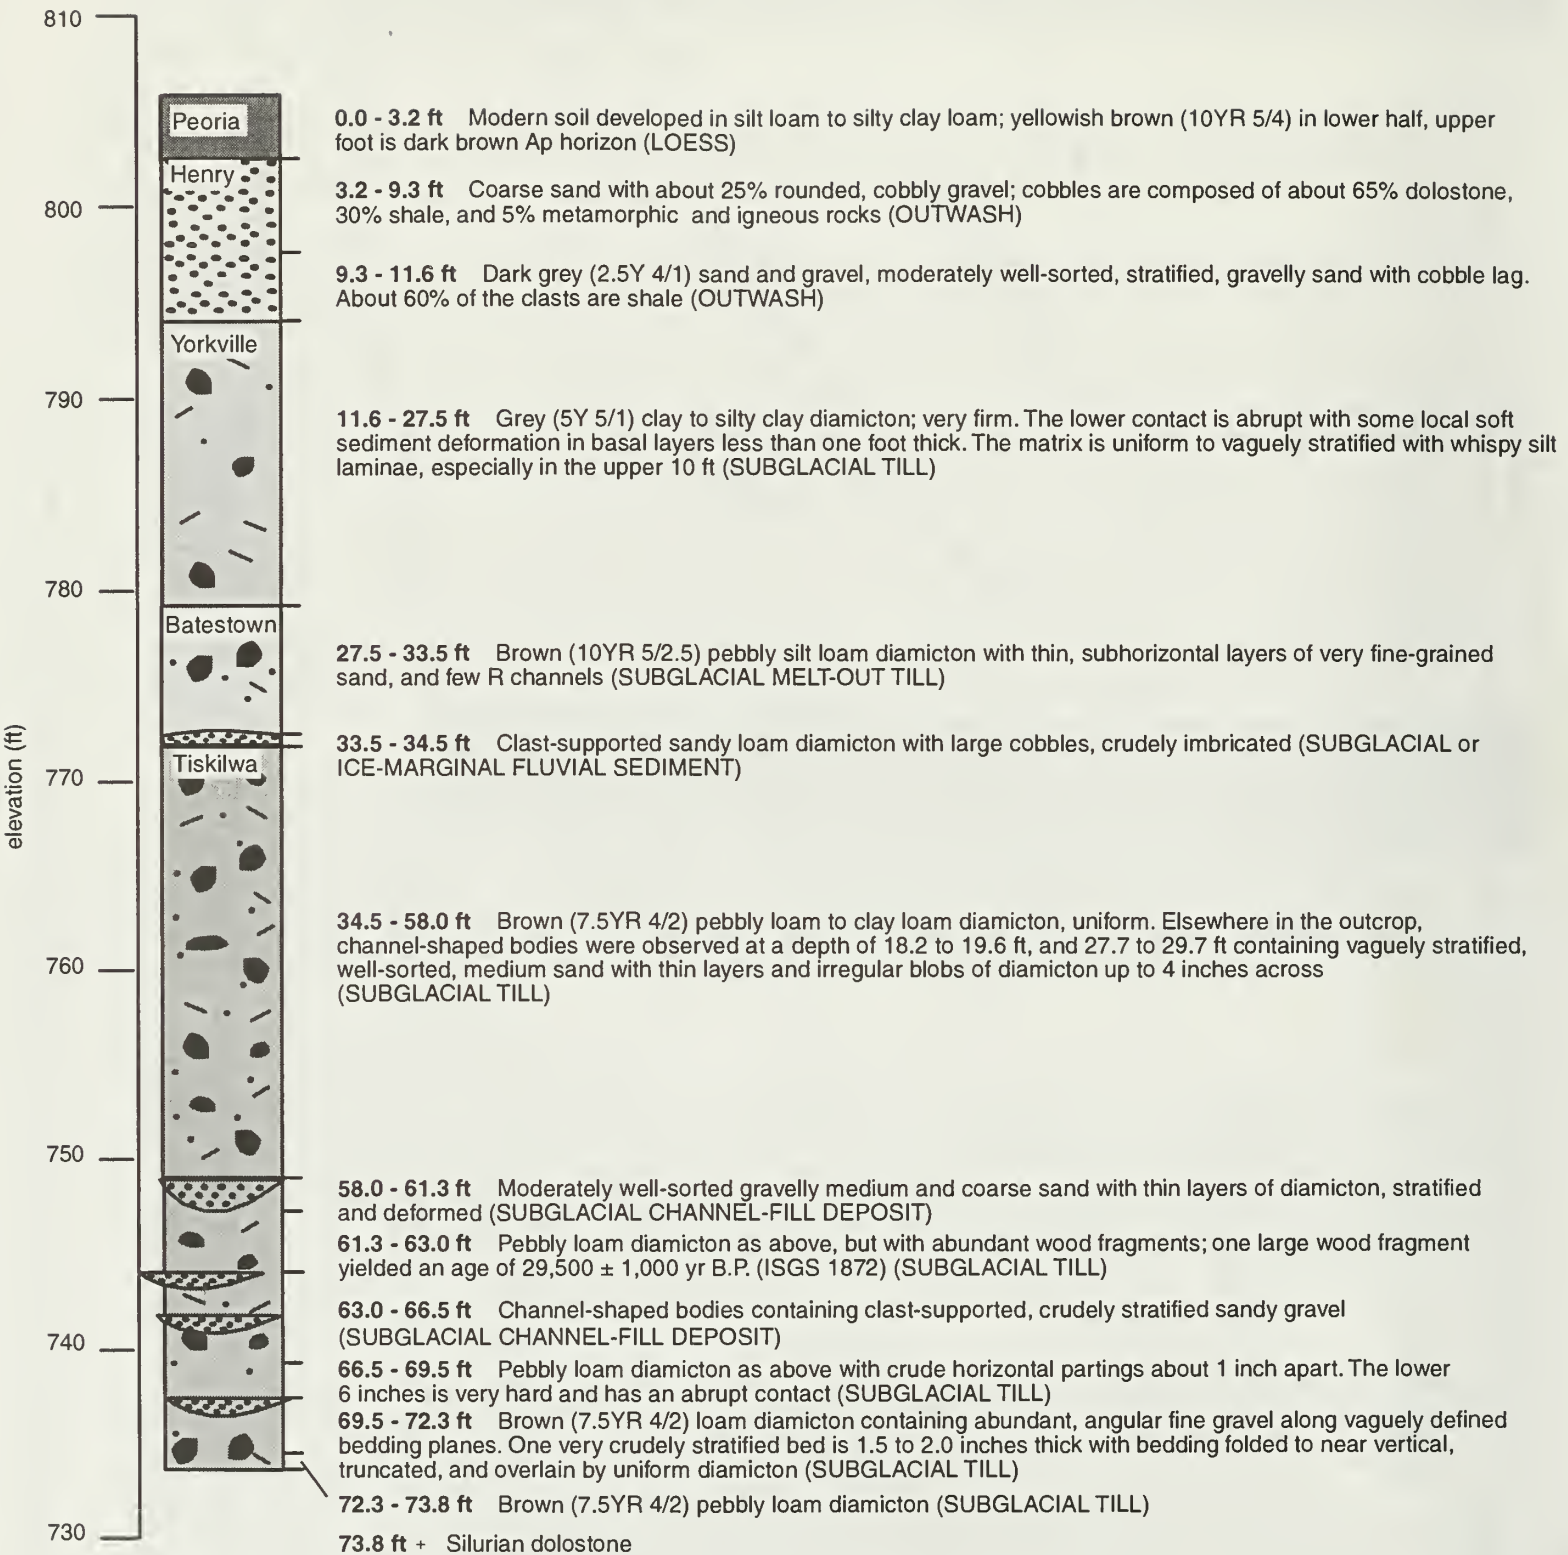 810
Peoria
0.0 - 3.2 ft Modern soil developed in silt loam to silty clay loam; yellowish brown (10YR 5/4) in lower half, upper
foot is dark brown Ap horizon (LOESS)
Henry
3.2 - 9.3 ft Coarse sand with about 25% rounded, cobbly gravel; cobbles are composed of about 65% dolostone,
30% shale, and 5% metamorphic and igneous rocks (OUTWASH)
800
9.3 - 11.6 ft Dark grey (2.5Y 4/1) sand and gravel, moderately well-sorted, stratified, gravelly sand with cobble lag.
About 60% of the clasts are shale (OUTWASH)
Yorkville
790
11.6 - 27.5 ft Grey (5Y 5/1) clay to silty clay diamicton; very firm. The lower contact is abrupt with some local soft
sediment deformation in basal layers less than one foot thick. The matrix is uniform to vaguely stratified with whispy silt
laminae, especially in the upper 10 ft (SUBGLACIAL TILL)
780
Batestown
27.5 - 33.5 ft Brown (10YR 5/2.5) pebbly silt loam diamicton with thin, subhorizontal layers of very fine-grained
sand, and few R channels (SUBGLACIAL MELT-OUT TILL)
33.5 - 34.5 ft Clast-supported sandy loam diamicton with large cobbles, crudely imbricated (SUBGLACIAL or
ICE-MARGINAL FLUVIAL SEDIMENT)
Tiskilwa
770
elevation (ft)
34.5 - 58.0 ft Brown (7.5YR 4/2) pebbly loam to clay loam diamicton, uniform. Elsewhere in the outcrop,
channel-shaped bodies were observed at a depth of 18.2 to 19.6 ft, and 27.7 to 29.7 ft containing vaguely stratified,
well-sorted, medium sand with thin layers and irregular blobs of diamicton up to 4 inches across
(SUBGLACIAL TILL)
760
750
58.0 - 61.3 ft Moderately well-sorted gravelly medium and coarse sand with thin layers of diamicton, stratified
and deformed (SUBGLACIAL CHANNEL-FILL DEPOSIT)
61.3 - 63.0 ft Pebbly loam diamicton as above, but with abundant wood fragments; one large wood fragment
yielded an age of 29,500 ± 1,000 yr B.P. (ISGS 1872) (SUBGLACIAL TILL)
63.0 - 66.5 ft Channel-shaped bodies containing clast-supported, crudely stratified sandy gravel
(SUBGLACIAL CHANNEL-FILL DEPOSIT)
740
66.5 - 69.5 ft Pebbly loam diamicton as above with crude horizontal partings about 1 inch apart. The lower
6 inches is very hard and has an abrupt contact (SUBGLACIAL TILL)
69.5 - 72.3 ft Brown (7.5YR 4/2) loam diamicton containing abundant, angular fine gravel along vaguely defined
bedding planes. One very crudely stratified bed is 1.5 to 2.0 inches thick with bedding folded to near vertical,
truncated, and overlain by uniform diamicton (SUBGLACIAL TILL)
72.3 - 73.8 ft Brown (7.5YR 4/2) pebbly loam diamicton (SUBGLACIAL TILL)
730
73.8 ft + Silurian dolostone